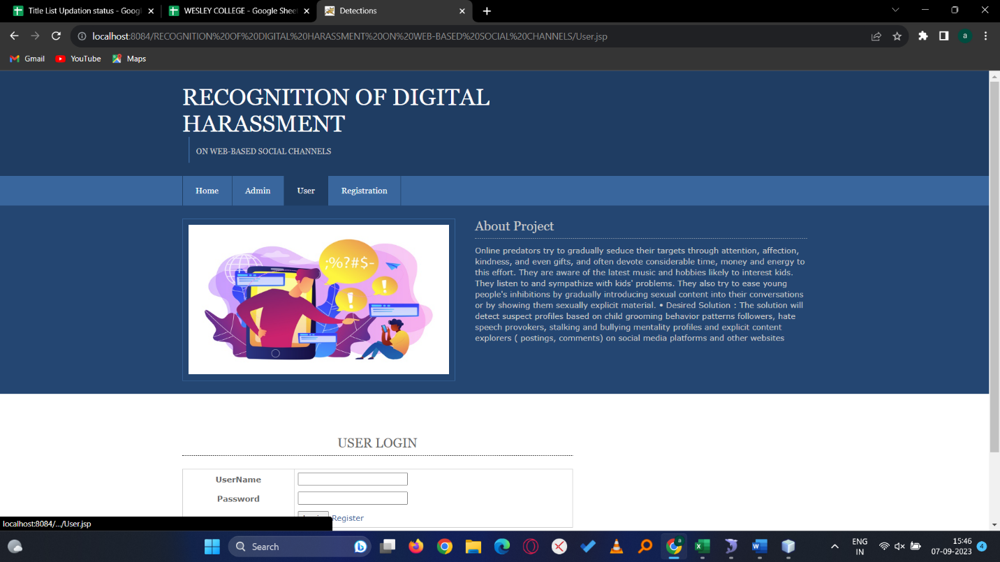 Title List Updation status - Goog
WESLEY COLLEGE - Google Shee
Detections
localhost:8084/RECOGNITION%20OF%20DIGITAL%20HARASSMENT%20ON%20WEB-BASED%20SOCIAL%20CHANNELS/User.jsp
a
Gmail
YouTube
Maps
RECOGNITION OF DIGITAL
HARASSMENT
ON WEB-BASED SOCIAL CHANNELS
Home
Admin
User
Registration
;%?#$-
!
!
About Project
Online predators try to gradually seduce their targets through attention, affection,
kindness, and even gifts, and often devote considerable time, money and energy to
this effort. They are aware of the latest music and hobbies likely to interest kids.
They listen to and sympathize with kids' problems. They also try to ease young
people's inhibitions by gradually introducing sexual content into their conversations
or by showing them sexually explicit material. • Desired Solution : The solution will
detect suspect profiles based on child grooming behavior patterns followers, hate
speech provokers, stalking and bullying mentality profiles and explicit content
explorers ( postings, comments) on social media platforms and other websites
USER LOGIN
UserName
Password
Register
localhost:8084/.../User.jsp
Search
ENG
IN
15:46
07-09-2023
4